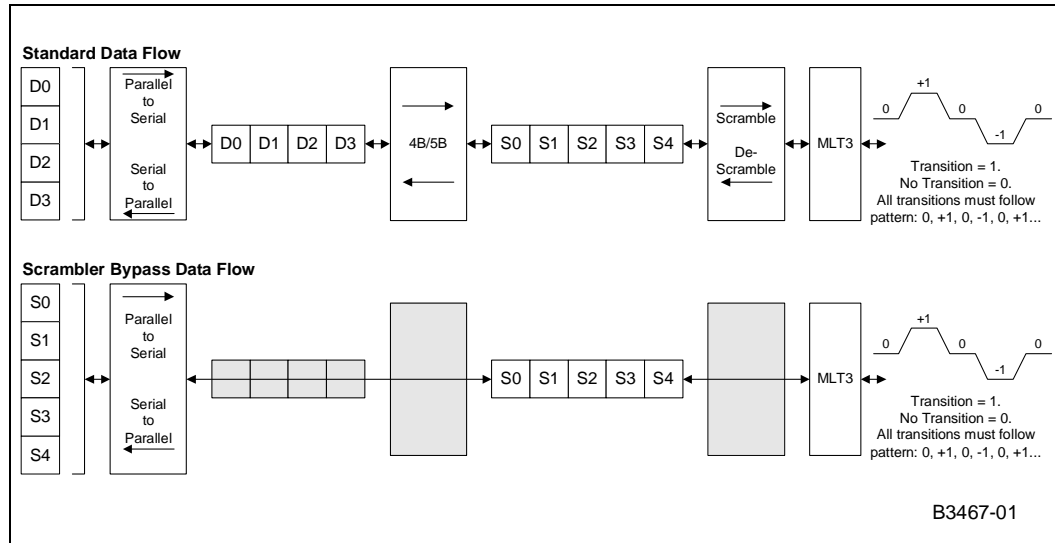 Standard Data Flow
D0
D1
D2
D3
Parallel
to
Serial
Serial
to
Parallel
D0 D1 D2 D3
4B/5B
S0 S1 S2 S3 S4
Scramble
De-
Scramble
MLT3
0 +1 0 -1 0
Transition = 1.
No Transition = 0.
All transitions must follow
pattern: 0, +1, 0, -1, 0, +1...
Scrambler Bypass Data Flow
S0
S1
S2
S3
S4
Parallel
to
Serial
Serial
to
Parallel
S0 S1 S2 S3 S4
MLT3
0 +1 0 -1 0
Transition = 1.
No Transition = 0.
All transitions must follow
pattern: 0, +1, 0, -1, 0, +1...
B3467-01